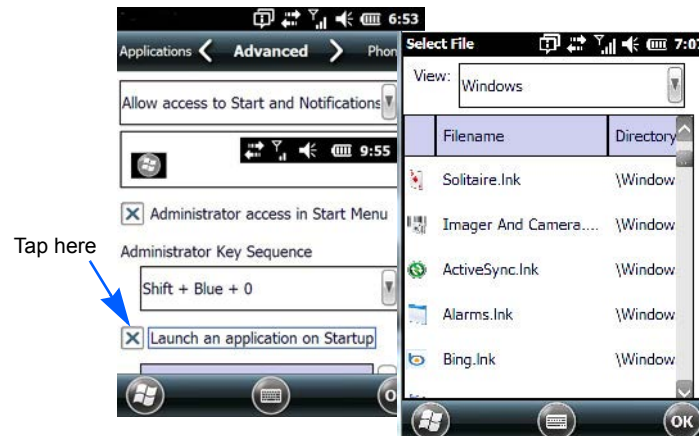 6:53
Applications Advanced Phon
Allow access to Start and Notifications
9:55
Administrator access in Start Menu
Tap here
Administrator Key Sequence
Shift + Blue + 0
Launch an application on Startup
Select File 7:07
View: Windows
Filename Directory
Solitaire.lnk \Window
Imager And Camera.... \Window
ActiveSync.lnk \Window
Alarms.lnk \Window
Bing.lnk \Window
OK